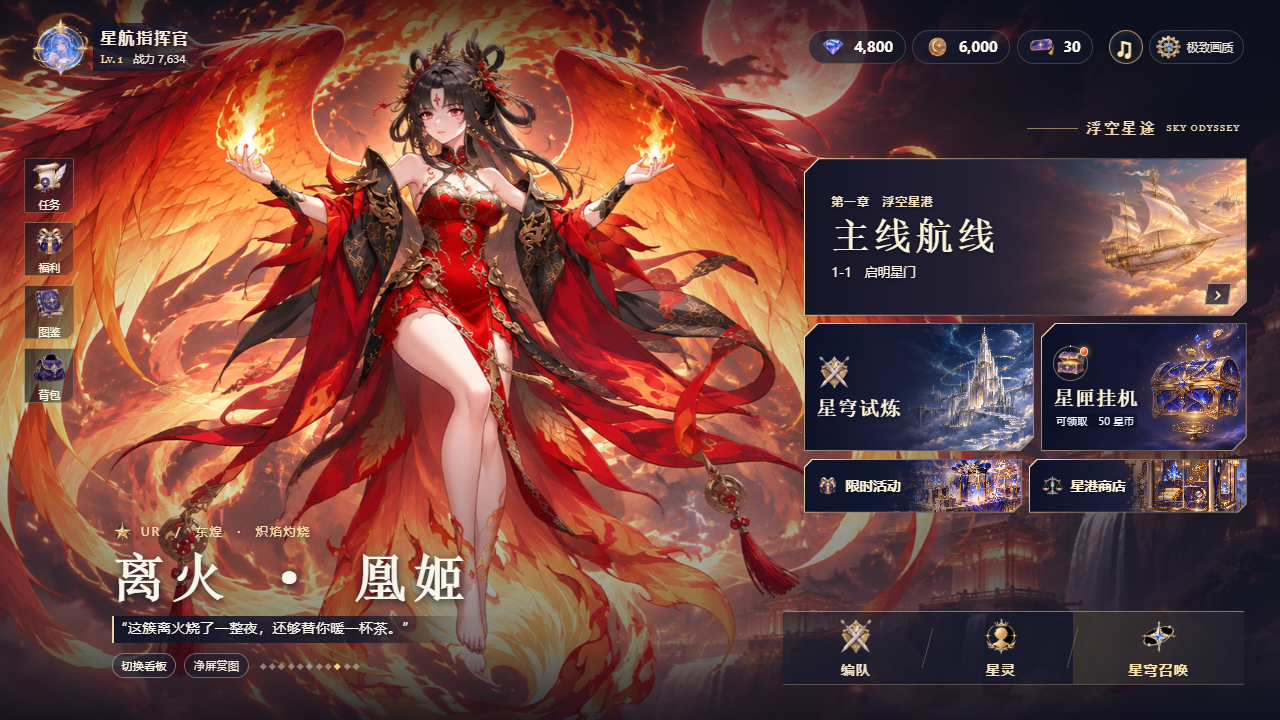 星航指挥官
Lv.1 战力 7,634
4,800
6,000
30
极致画质
浮空星途 SKY ODYSSEY
任务
福利
图鉴
背包
第一章 浮空星港
主线航线
1-1 启明星门
星穹试炼
星匣挂机
可领取 50 星币
限时活动
星港商店
UR / 东煌 · 炽焰灼烧
离火 · 凰姬
“这簇离火烧了一整夜，还够替你暖一杯茶。”
切换看板
净屏赏图
编队
星灵
星穹召唤